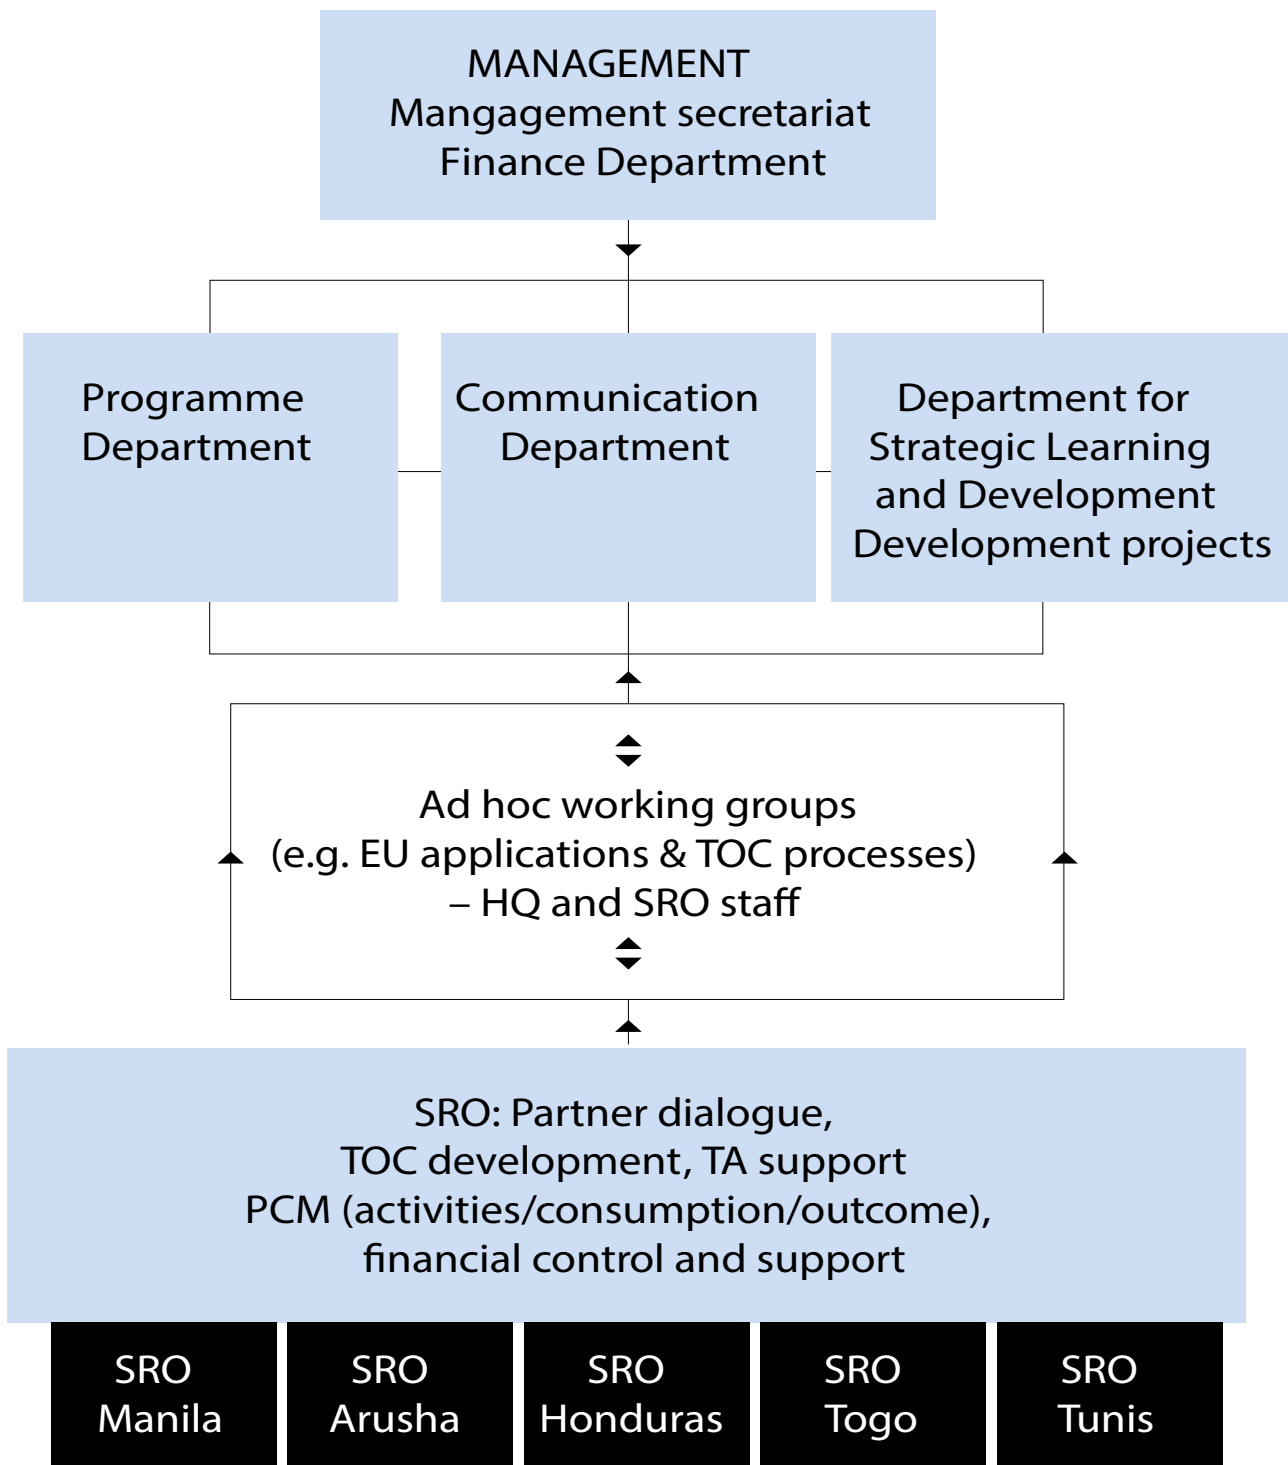 MANAGEMENT
Mangagement secretariat
Finance Department
Programme
Department
Communication
Department
Department for
Strategic Learning
and Development
Development projects
Ad hoc working groups
(e.g. EU applications & TOC processes)
– HQ and SRO staff
SRO: Partner dialogue,
TOC development, TA support
PCM (activities/consumption/outcome),
financial control and support
SRO
Manila
SRO
Arusha
SRO
Honduras
SRO
Togo
SRO
Tunis